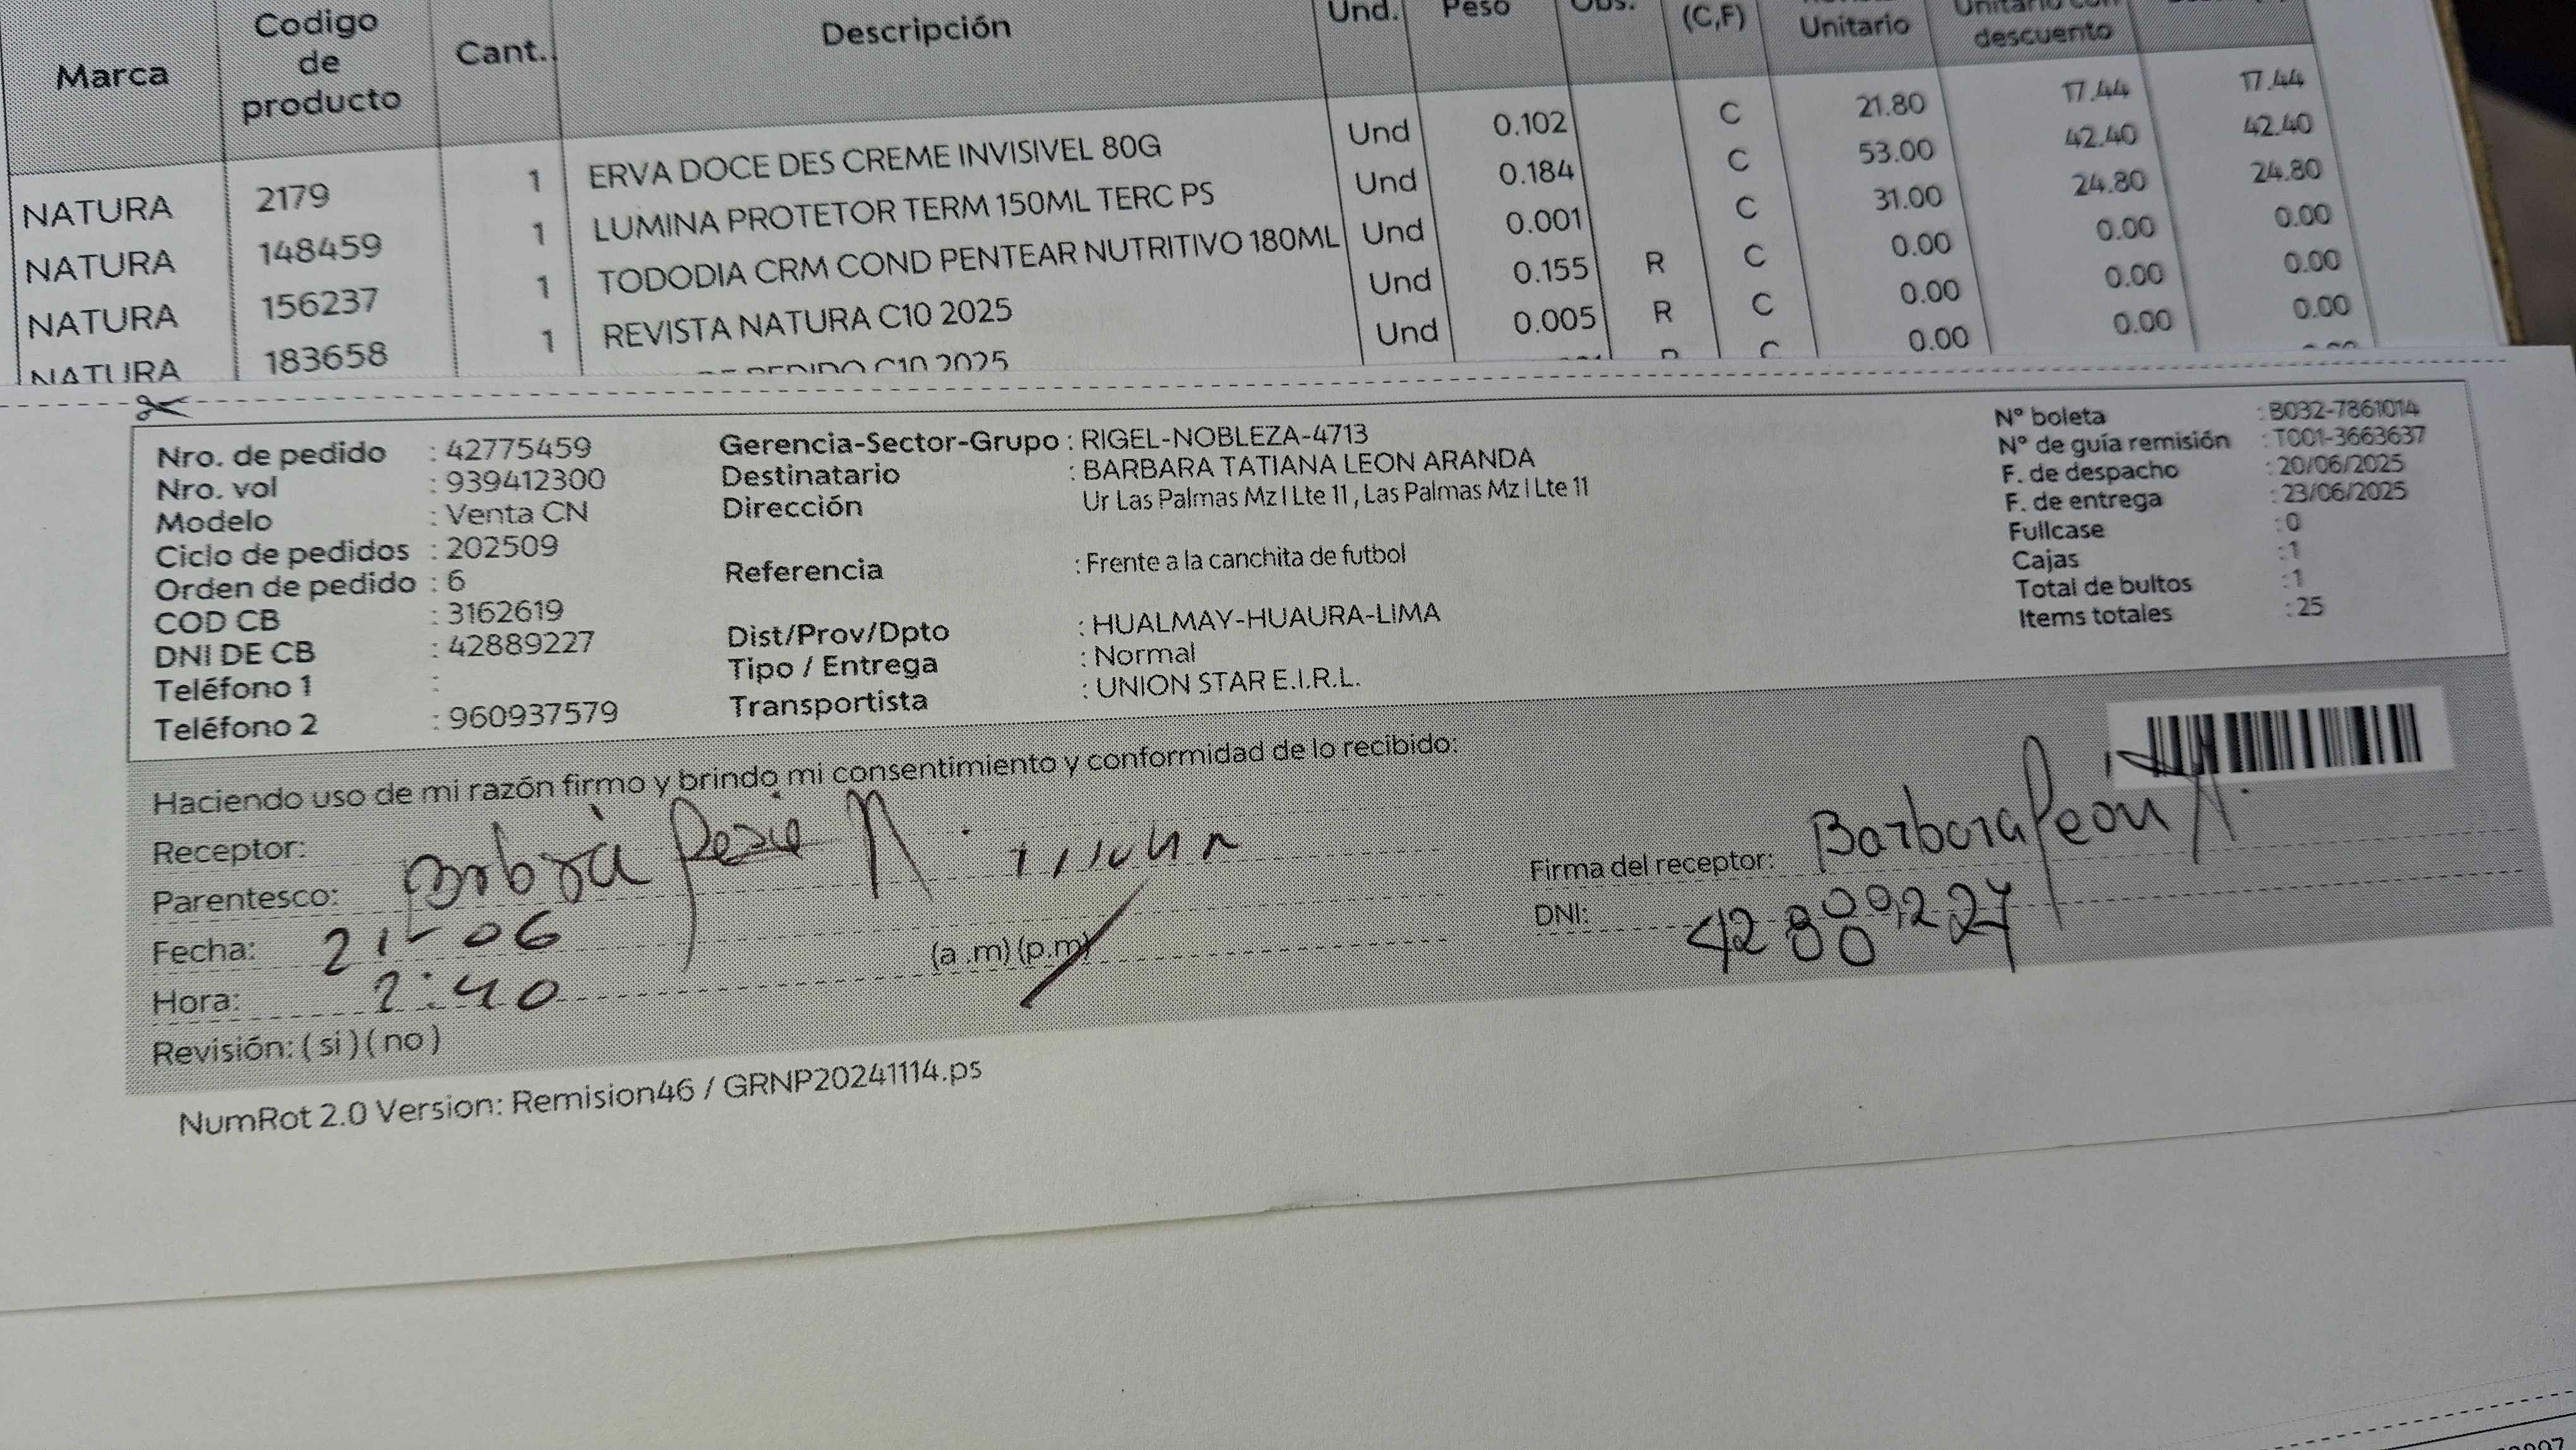 Marca Codigo de producto Cant. Descripción Und. Peso Obs. (C,F) Unitario Unitario con descuento
NATURA 2179 1 ERVA DOCE DES CREME INVISIVEL 80G Und 0.102 C 21.80 17.44 17.44
NATURA 148459 1 LUMINA PROTETOR TERM 150ML TERC PS Und 0.184 C 53.00 42.40 42.40
NATURA 156237 1 TODODIA CRM COND PENTEAR NUTRITIVO 180ML Und 0.001 C 31.00 24.80 24.80
NATURA 183658 1 REVISTA NATURA C10 2025 Und 0.155 R C 0.00 0.00 0.00
PEDIDO C10 2025 Und 0.005 R C 0.00 0.00 0.00
R C 0.00 0.00 0.00
Nro. de pedido : 42775459
Nro. vol : 939412300
Modelo : Venta CN
Ciclo de pedidos : 202509
Orden de pedido : 6
COD CB : 3162619
DNI DE CB : 42889227
Teléfono 1 :
Teléfono 2 : 960937579
Gerencia-Sector-Grupo : RIGEL-NOBLEZA-4713
Destinatario : BARBARA TATIANA LEON ARANDA
Dirección Ur Las Palmas Mz I Lte 11 , Las Palmas Mz I Lte 11
Referencia : Frente a la canchita de futbol
Dist/Prov/Dpto : HUALMAY-HUAURA-LIMA
Tipo / Entrega : Normal
Transportista : UNION STAR E.I.R.L.
N° boleta : B032-7861014
N° de guía remisión : T001-3663637
F. de despacho : 20/06/2025
F. de entrega : 23/06/2025
Fullcase : 0
Cajas : 1
Total de bultos : 1
Items totales : 25
Haciendo uso de mi razón firmo y brindo mi consentimiento y conformidad de lo recibido:
Receptor:
Parentesco:
Fecha: 21-06
Hora: 2:40 (a .m) (p.m)
Revisión: ( si ) ( no )
Firma del receptor: Barbara Leon A.
DNI: 42889227
NumRot 2.0 Version: Remision46 / GRNP20241114.ps